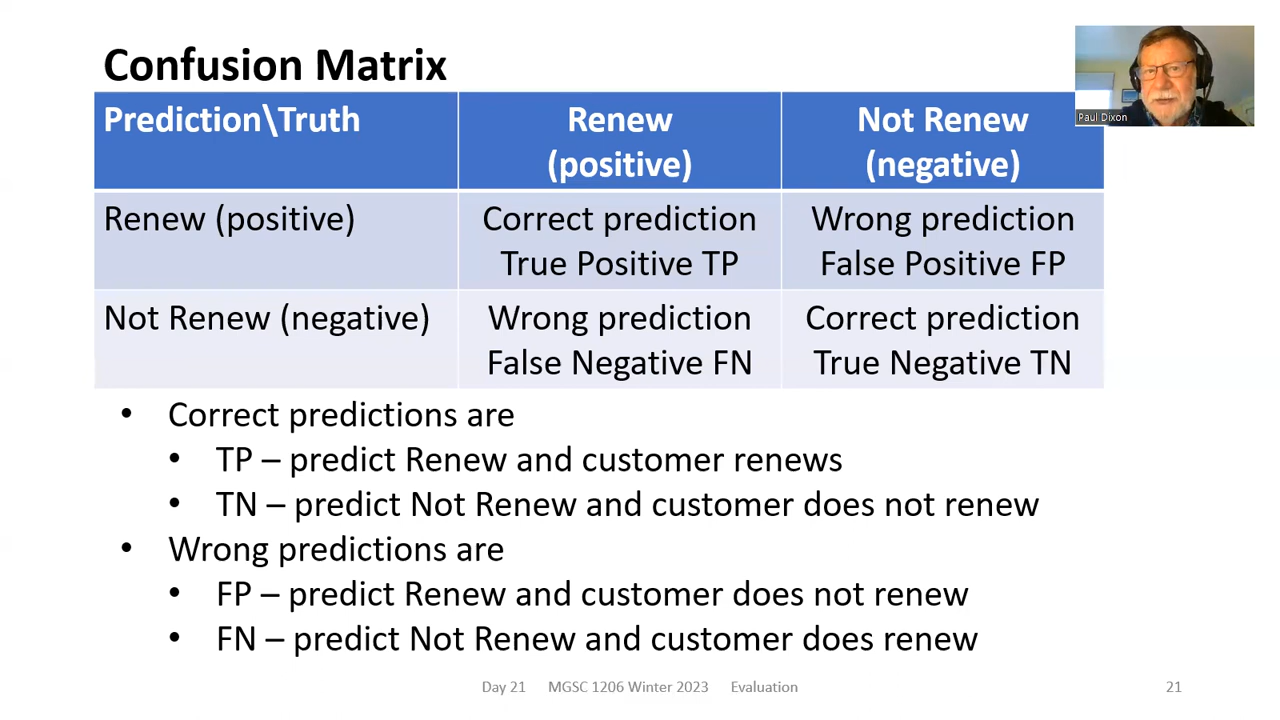 Confusion Matrix
Paul Dixon
Prediction\Truth
Renew
(positive)
Not Renew
(negative)
Renew (positive)
Correct prediction
True Positive TP
Wrong prediction
False Positive FP
Not Renew (negative)
Wrong prediction
False Negative FN
Correct prediction
True Negative TN
• Correct predictions are
• TP – predict Renew and customer renews
• TN – predict Not Renew and customer does not renew
• Wrong predictions are
• FP – predict Renew and customer does not renew
• FN – predict Not Renew and customer does renew
Day 21 MGSC 1206 Winter 2023 Evaluation
21